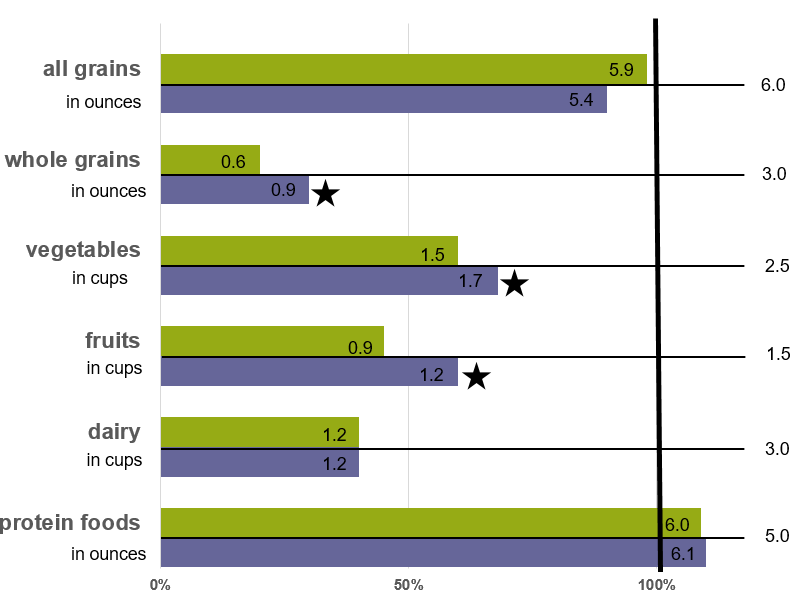 all grains
in ounces
5.9
5.4
6.0
whole grains
in ounces
0.6
0.9
3.0
vegetables
in cups
1.5
1.7
2.5
fruits
in cups
0.9
1.2
1.5
dairy
in cups
1.2
1.2
3.0
protein foods
in ounces
6.0
6.1
5.0
0% 50% 100%